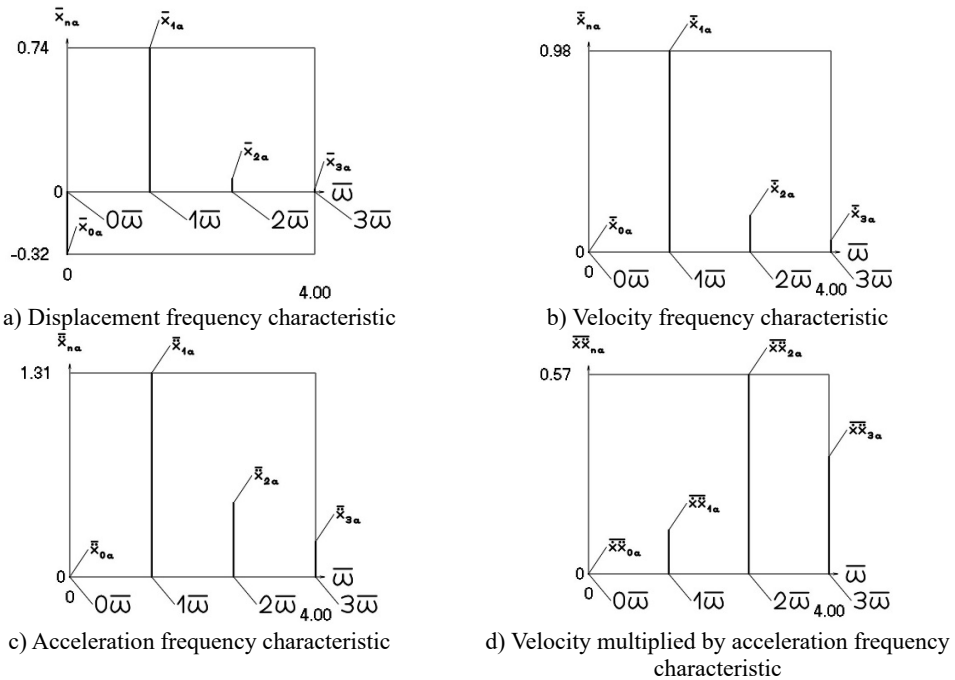 x̄ₙₐ
x̄₁ₐ
0.74
x̄₂ₐ
x̄₃ₐ
0
ω̄
0ω̄ 1ω̄ 2ω̄ 3ω̄
x̄₀ₐ
-0.32
0
4.00
a) Displacement frequency characteristic
ẋ̄ₙₐ
ẋ̄₁ₐ
0.98
ẋ̄₂ₐ
ẋ̄₃ₐ
ẋ̄₀ₐ
0
ω̄
0
0ω̄ 1ω̄ 2ω̄ 3ω̄
4.00
b) Velocity frequency characteristic
ẍ̄ₙₐ
ẍ̄₁ₐ
1.31
ẍ̄₂ₐ
ẍ̄₃ₐ
ẍ̄₀ₐ
0
ω̄
0
0ω̄ 1ω̄ 2ω̄ 3ω̄
4.00
c) Acceleration frequency characteristic
ẋ̄ẍ̄ₙₐ
ẋ̄ẍ̄₂ₐ
0.57
ẋ̄ẍ̄₃ₐ
ẋ̄ẍ̄₁ₐ
ẋ̄ẍ̄₀ₐ
0
ω̄
0
0ω̄ 1ω̄ 2ω̄ 3ω̄
4.00
d) Velocity multiplied by acceleration frequency
characteristic